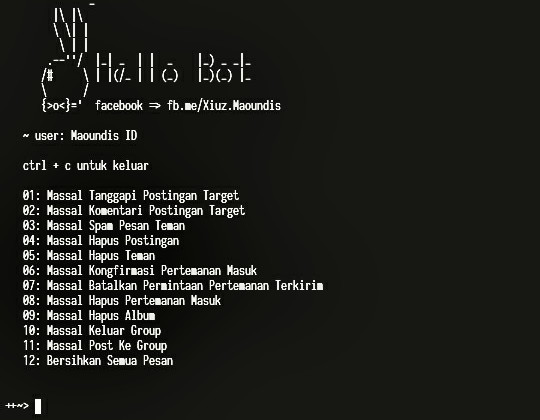 Hello Bot
{>o<}=' facebook => fb.me/Xiuz.Maoundis
~ user: Maoundis ID
ctrl + c untuk keluar
01: Massal Tanggapi Postingan Target
02: Massal Komentari Postingan Target
03: Massal Spam Pesan Teman
04: Massal Hapus Postingan
05: Massal Hapus Teman
06: Massal Kongfirmasi Pertemanan Masuk
07: Massal Batalkan Permintaan Pertemanan Terkirim
08: Massal Hapus Pertemanan Masuk
09: Massal Hapus Album
10: Massal Keluar Group
11: Massal Post Ke Group
12: Bersihkan Semua Pesan
++~>